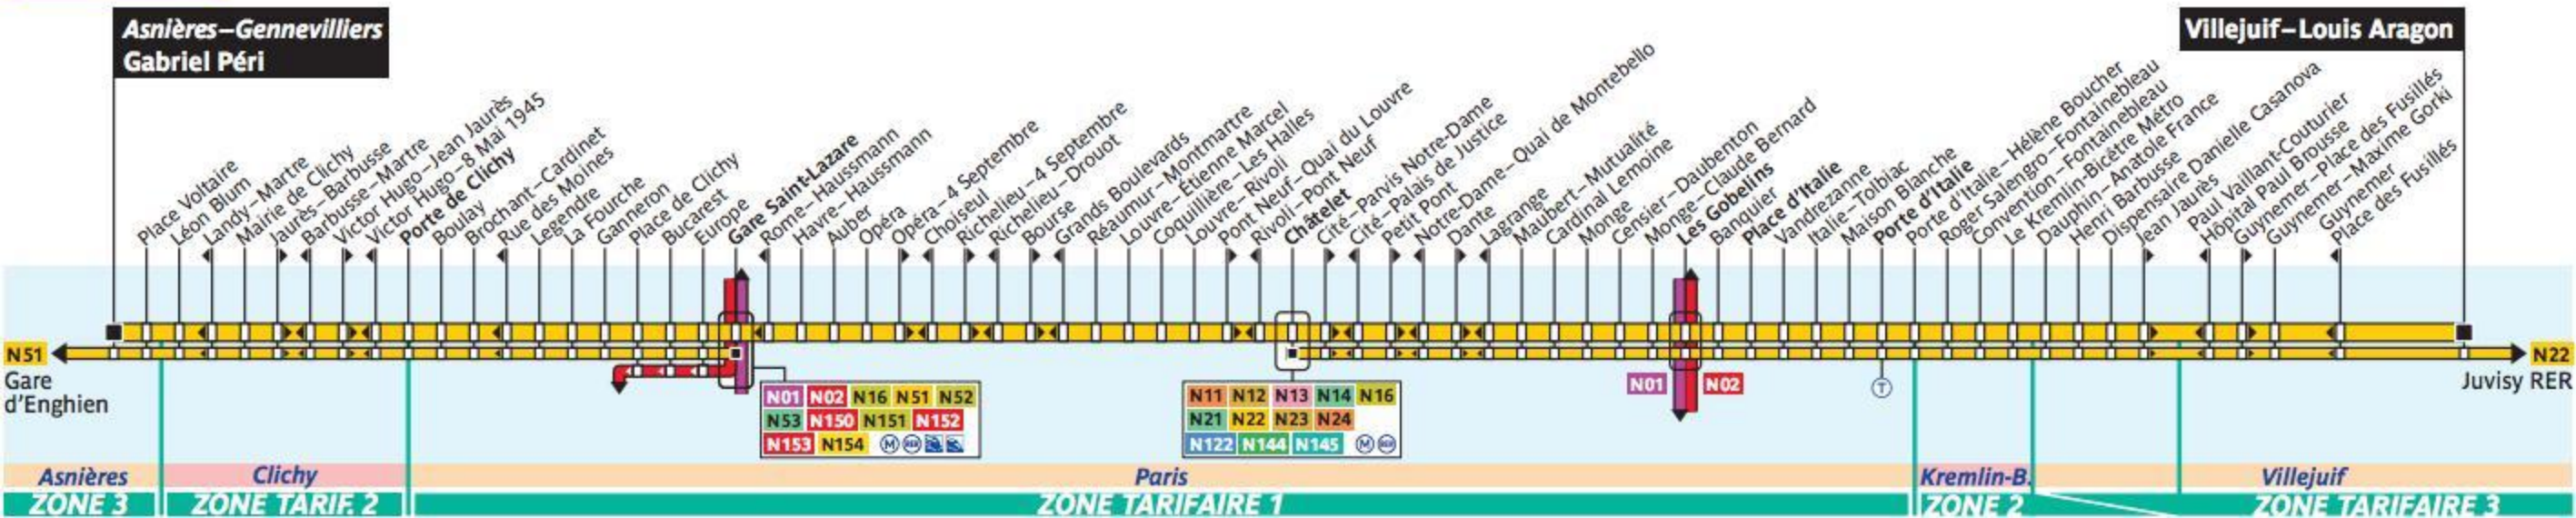 Asnières–Gennevilliers
Gabriel Péri
Villejuif–Louis Aragon
Place Voltaire
Léon Blum
Landy–Martre
Mairie de Clichy
Jaurès–Barbusse
Barbusse–Martre
Victor Hugo–Jean Jaurès
Victor Hugo–8 Mai 1945
Porte de Clichy
Boulay
Brochant–Cardinet
Rue des Moines
Legendre
La Fourche
Ganneron
Place de Clichy
Bucarest
Europe
Gare Saint-Lazare
Rome–Haussmann
Havre–Haussmann
Auber
Opéra
Opéra–4 Septembre
Choiseul
Richelieu–4 Septembre
Richelieu–Drouot
Bourse
Grands Boulevards
Réaumur–Montmartre
Louvre–Étienne Marcel
Coquillière–Les Halles
Louvre–Rivoli
Pont Neuf–Quai du Louvre
Rivoli–Pont Neuf
Châtelet
Cité–Parvis Notre-Dame
Cité–Palais de Justice
Petit Pont
Notre-Dame–Quai de Montebello
Dante
Lagrange
Maubert–Mutualité
Cardinal Lemoine
Monge
Censier–Daubenton
Monge–Claude Bernard
Les Gobelins
Banquier
Place d'Italie
Vandrezanne
Italie–Tolbiac
Maison Blanche
Porte d'Italie
Porte d'Italie–Hélène Boucher
Roger Salengro–Fontainebleau
Convention–Fontainebleau
Le Kremlin-Bicêtre Métro
Dauphin–Anatole France
Henri Barbusse
Dispensaire Danielle Casanova
Jean Jaurès
Paul Vaillant-Couturier
Hôpital Paul Brousse
Guynemer–Place des Fusillés
Guynemer–Maxime Gorki
Guynemer
Place des Fusillés
N51
Gare
d'Enghien
N01 N02 N16 N51 N52
N53 N150 N151 N152
N153 N154 M RER
N11 N12 N13 N14 N16
N21 N22 N23 N24
N122 N144 N145 M RER
N01 N02
T
N22
Juvisy RER
Asnières Clichy Paris Kremlin-B. Villejuif
ZONE 3 ZONE TARIF. 2 ZONE TARIFAIRE 1 ZONE 2 ZONE TARIFAIRE 3